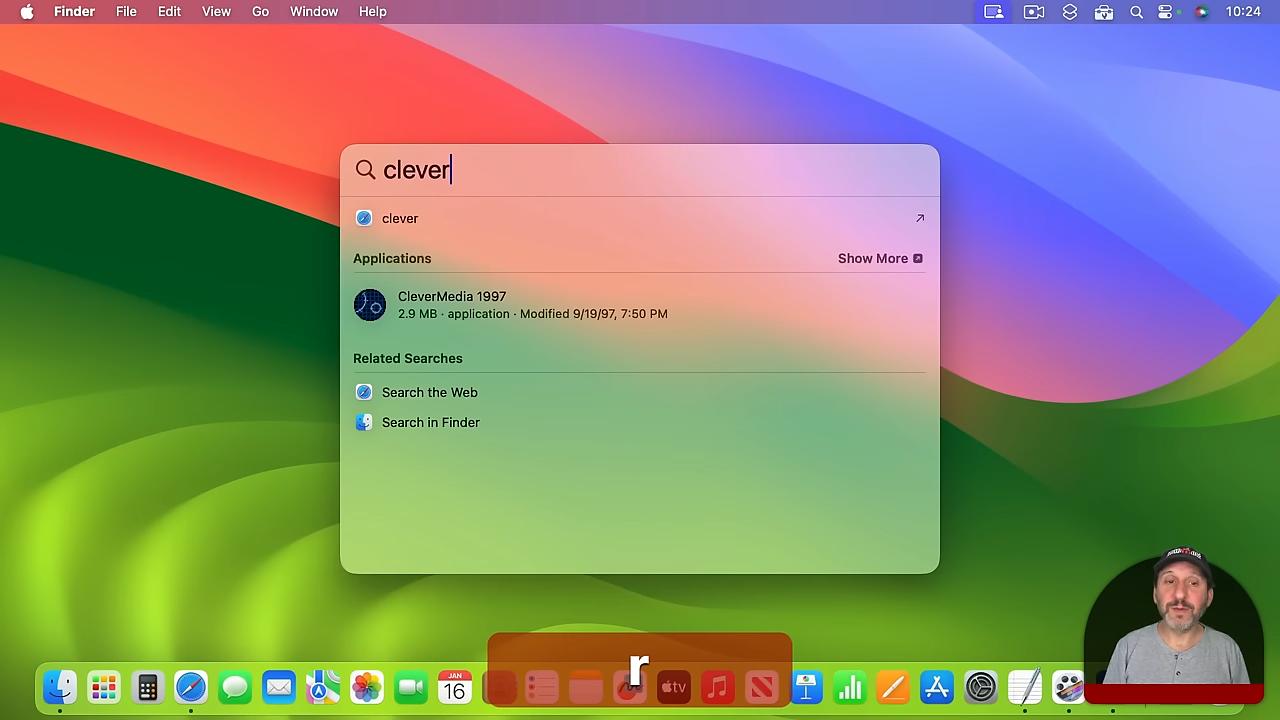 Finder File Edit View Go Window Help 10:24
clever
clever
Applications Show More
CleverMedia 1997
2.9 MB · application · Modified 9/19/97, 7:50 PM
Related Searches
Search the Web
Search in Finder
r
JAN
16
tv